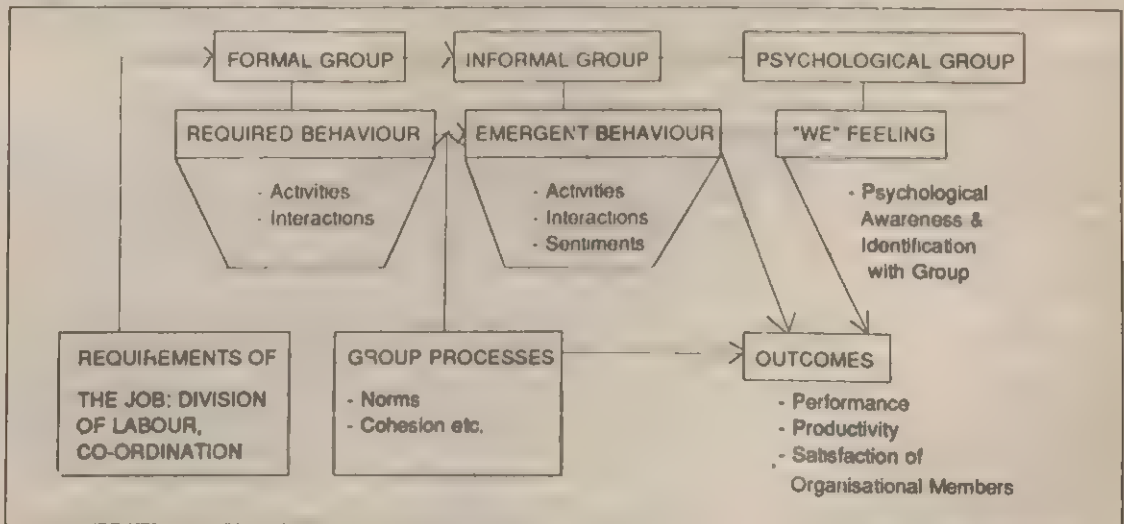 FORMAL GROUP
INFORMAL GROUP
PSYCHOLOGICAL GROUP
REQUIRED BEHAVIOUR
EMERGENT BEHAVIOUR
"WE" FEELING
- Activities
- Interactions
- Activities
- Interactions
- Sentiments
- Psychological
Awareness &
Identification
with Group
REQUIREMENTS OF
THE JOB: DIVISION
OF LABOUR,
CO-ORDINATION
GROUP PROCESSES
- Norms
- Cohesion etc.
OUTCOMES
- Performance
- Productivity
- Satisfaction of
Organisational Members